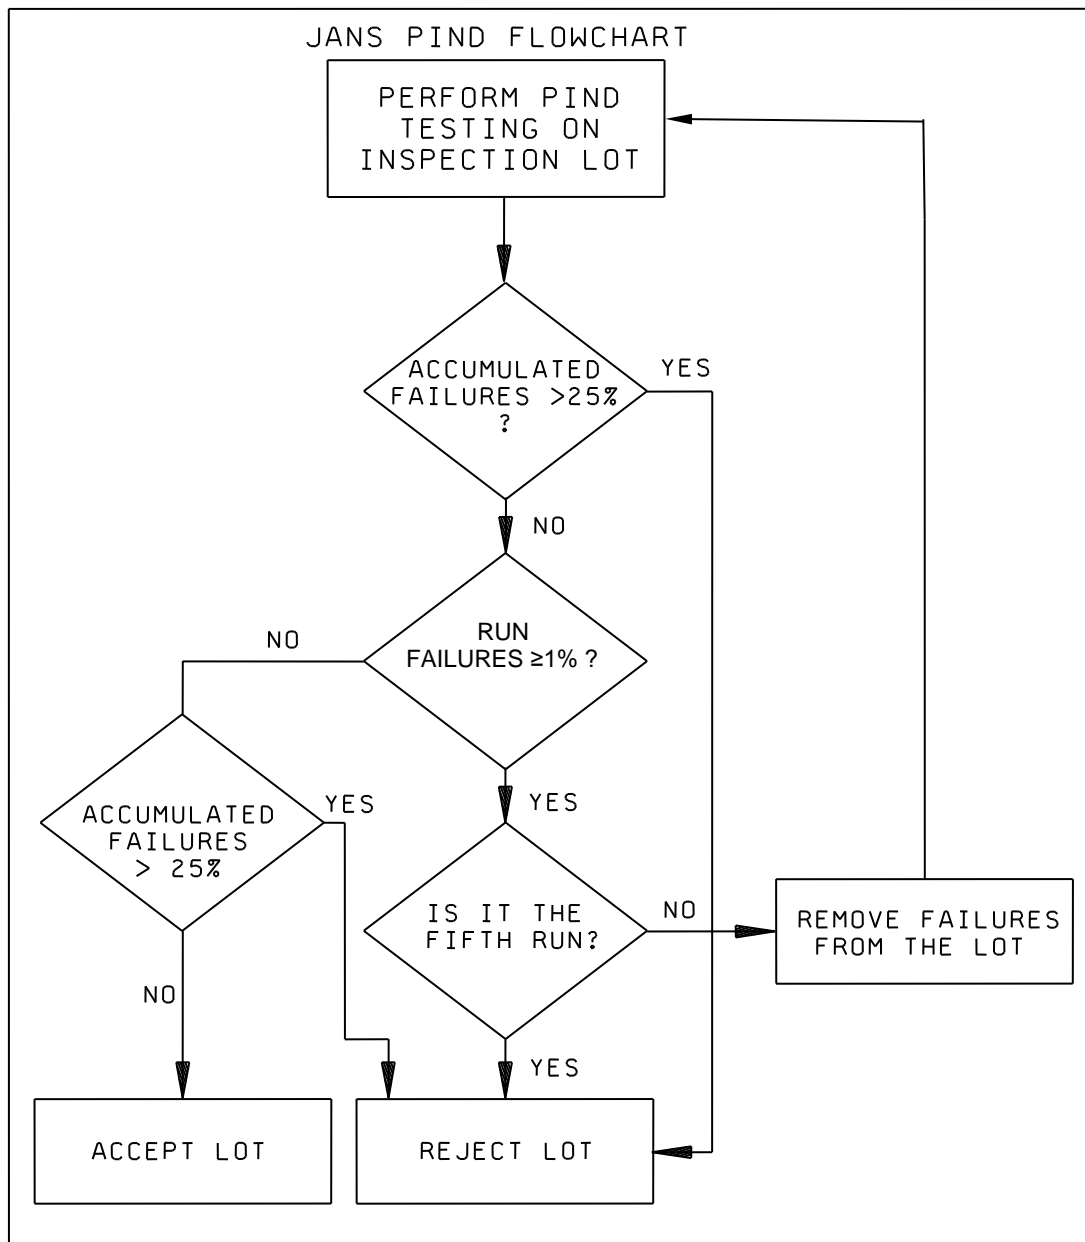 JANS PIND FLOWCHART
PERFORM PIND
TESTING ON
INSPECTION LOT
ACCUMULATED
FAILURES >25%
?
YES
NO
RUN
FAILURES ≥1% ?
NO
YES
ACCUMULATED
FAILURES
> 25%
YES
NO
IS IT THE
FIFTH RUN?
NO
YES
REMOVE FAILURES
FROM THE LOT
ACCEPT LOT
REJECT LOT